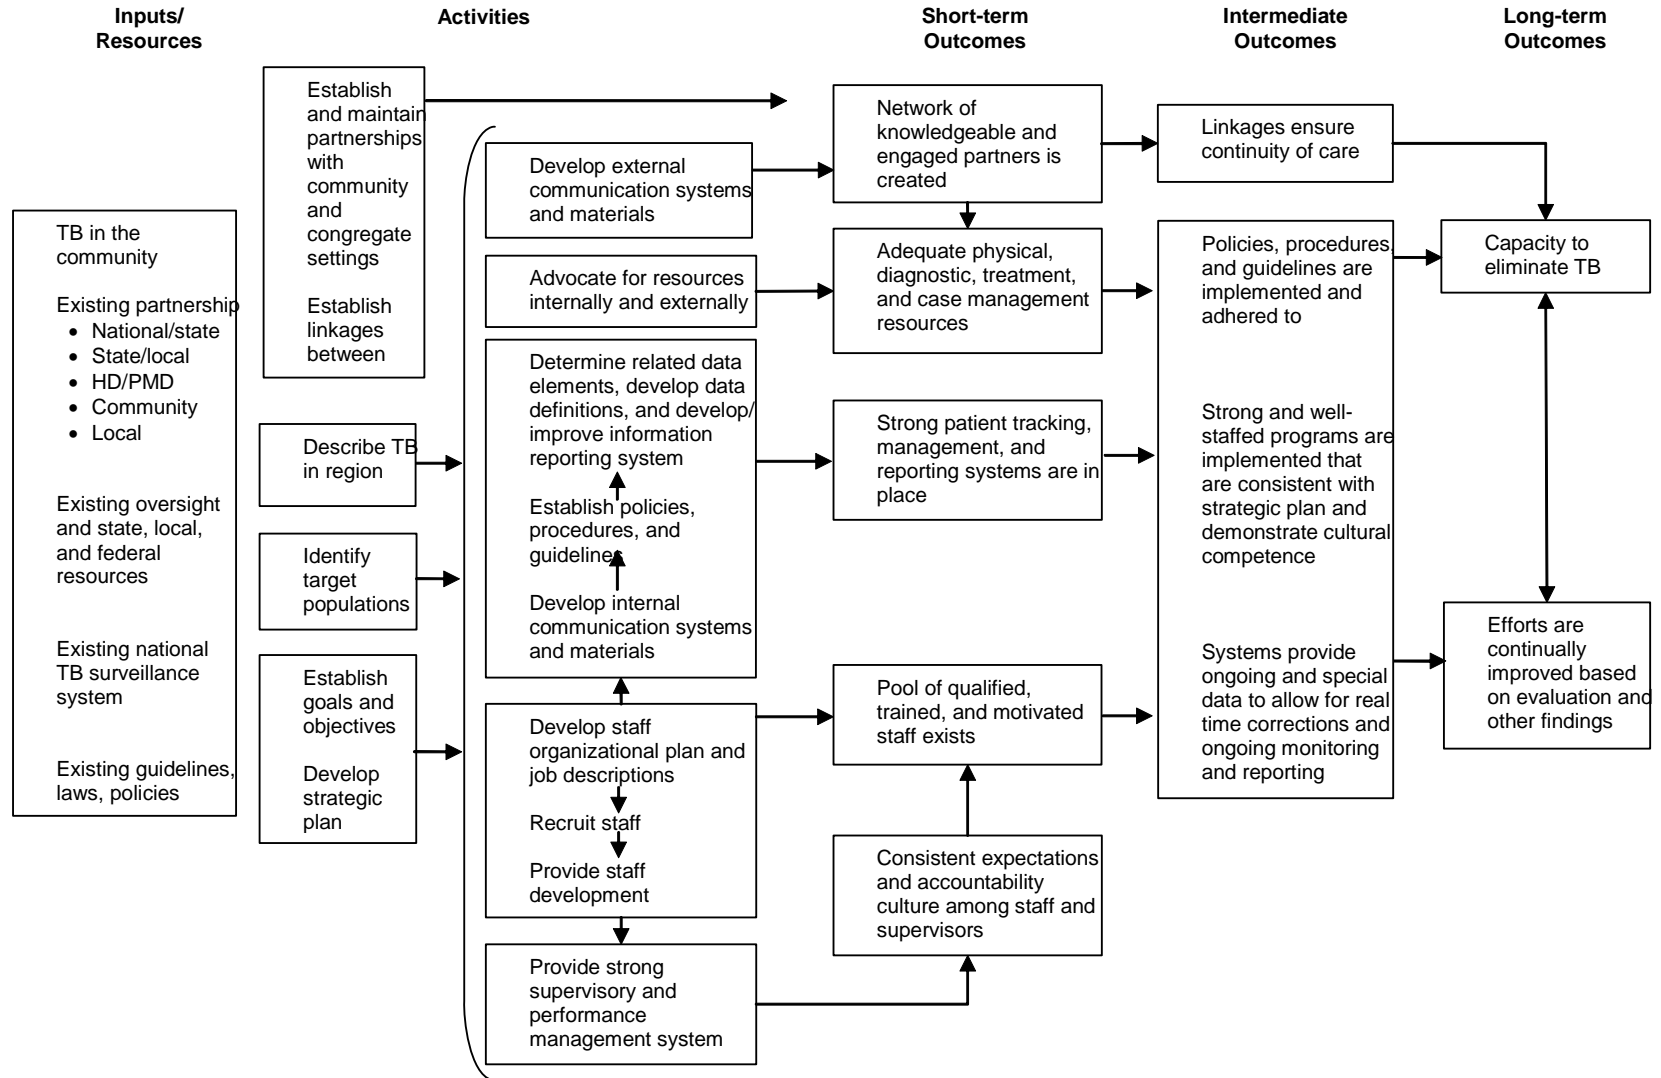 Inputs/
Resources
Activities
Short-term
Outcomes
Intermediate
Outcomes
Long-term
Outcomes
TB in the
community
Existing partnership
• National/state
• State/local
• HD/PMD
• Community
• Local
Existing oversight
and state, local,
and federal
resources
Existing national
TB surveillance
system
Existing guidelines,
laws, policies
Establish
and maintain
partnerships
with
community
and
congregate
settings
Establish
linkages
between
Describe TB
in region
Identify
target
populations
Establish
goals and
objectives
Develop
strategic
plan
Develop external
communication systems
and materials
Advocate for resources
internally and externally
Determine related data
elements, develop data
definitions, and develop/
improve information
reporting system
Establish policies,
procedures, and
guidelines
Develop internal
communication systems
and materials
Develop staff
organizational plan and
job descriptions
Recruit staff
Provide staff
development
Provide strong
supervisory and
performance
management system
Network of
knowledgeable and
engaged partners is
created
Adequate physical,
diagnostic, treatment,
and case management
resources
Strong patient tracking,
management, and
reporting systems are in
place
Pool of qualified,
trained, and motivated
staff exists
Consistent expectations
and accountability
culture among staff and
supervisors
Linkages ensure
continuity of care
Policies, procedures,
and guidelines are
implemented and
adhered to
Strong and well-
staffed programs are
implemented that
are consistent with
strategic plan and
demonstrate cultural
competence
Systems provide
ongoing and special
data to allow for real
time corrections and
ongoing monitoring
and reporting
Capacity to
eliminate TB
Efforts are
continually
improved based
on evaluation and
other findings